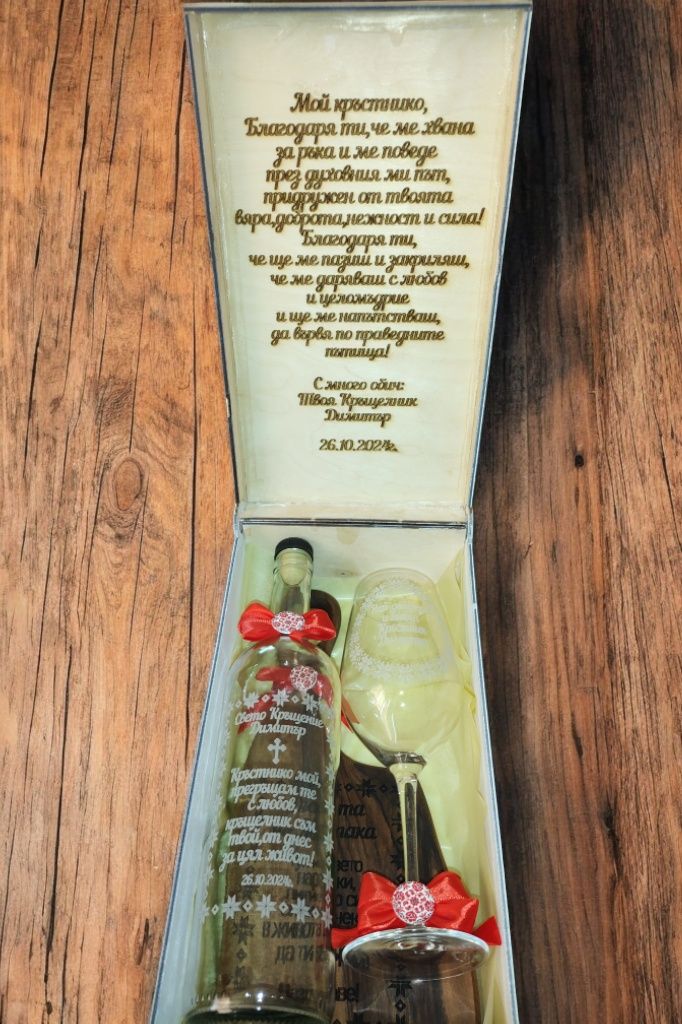 Мой кръстнико,
Благодаря ти, че ме хвана
за ръка и ме поведе
през духовния ми път,
придружен от твоята
вяра,доброта,нежност и сила!
Благодаря ти,
че ще ме пазиш и закриляш,
че ме даряваш с любов
и целомъдрие
и ще ме напътстваш,
да вървя по праведните
пътища!
С много обич:
Твоя Кръщелник
Димитър
26.10.2024г.
Свето Кръщение
Димитър
Кръстнико мой,
прегръщам те
с любов,
кръщелник съм
твой,от днес
за цял живот!
26.10.2024г.